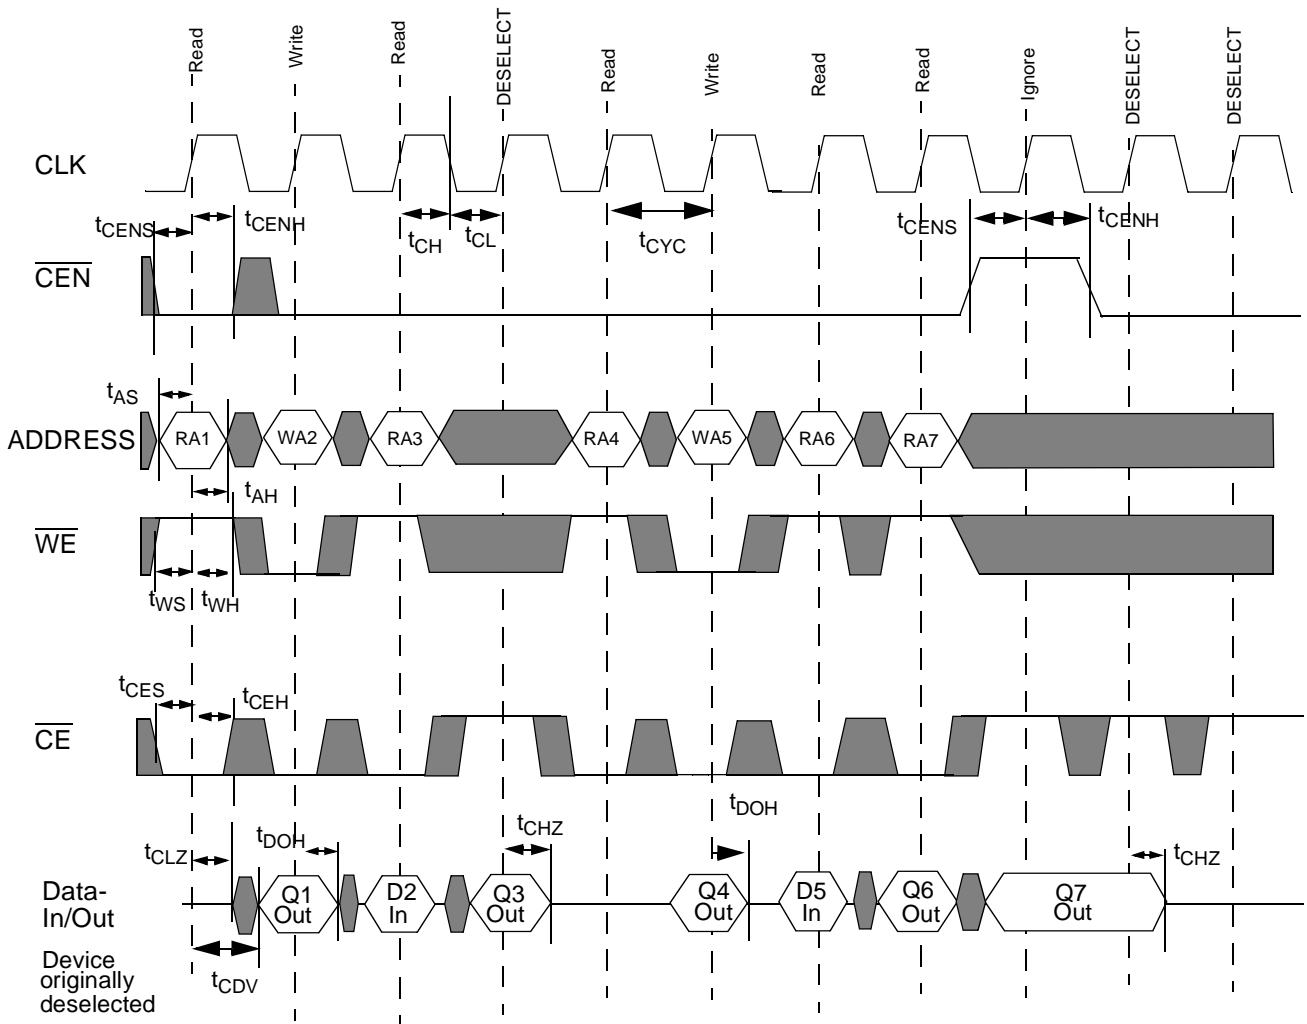 Read
Write
Read
DESELECT
Read
Write
Read
Read
Ignore
DESELECT
DESELECT
CLK
tCENS
tCENH
tCH
tCL
tCYC
tCENS
tCENH
CEN
tAS
ADDRESS
RA1
WA2
RA3
RA4
WA5
RA6
RA7
tAH
WE
tWS
tWH
tCES
tCEH
CE
tDOH
tCLZ
tDOH
tCHZ
tCHZ
Data-
In/Out
Q1
Out
D2
In
Q3
Out
Q4
Out
D5
In
Q6
Out
Q7
Out
tCDV
Device
originally
deselected